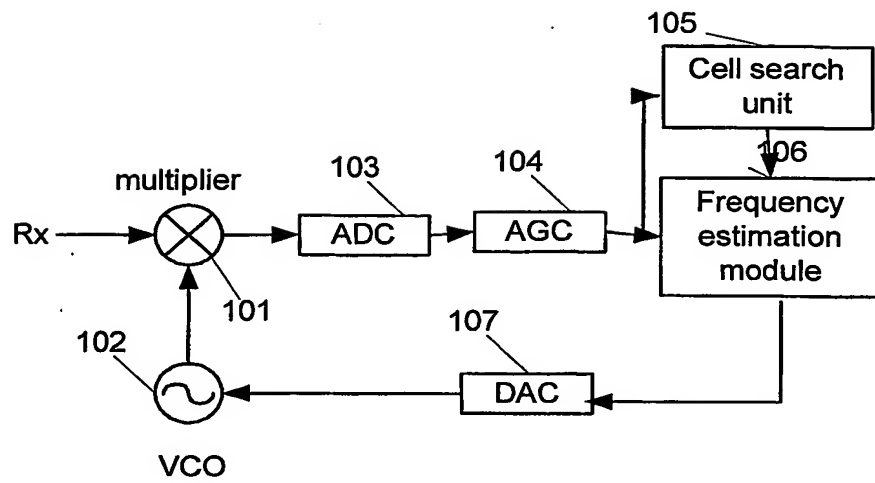 105
Cell search
unit
106
multiplier
103
104
Frequency
estimation
module
Rx
ADC
AGC
101
102
107
DAC
VCO